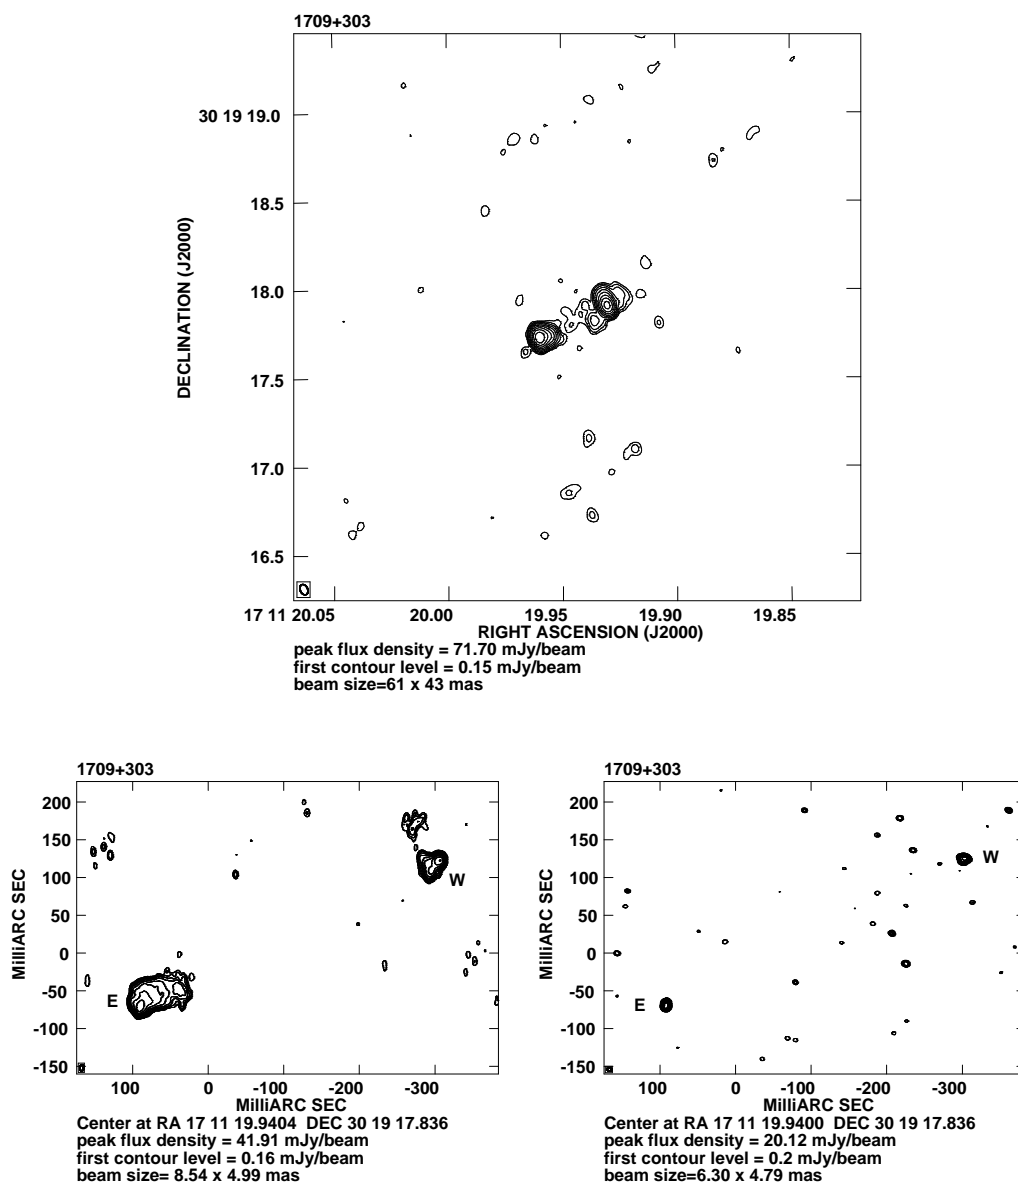 1709+303
30 19 19.0
18.5
18.0
17.5
17.0
16.5
DECLINATION (J2000)
17 11 20.05 20.00 19.95 19.90 19.85
RIGHT ASCENSION (J2000)
peak flux density = 71.70 mJy/beam
first contour level = 0.15 mJy/beam
beam size=61 x 43 mas
1709+303
200
150
100
50
0
-50
-100
-150
MilliARC SEC
W
E
100 0 -100 -200 -300
MilliARC SEC
Center at RA 17 11 19.9404 DEC 30 19 17.836
peak flux density = 41.91 mJy/beam
first contour level = 0.16 mJy/beam
beam size= 8.54 x 4.99 mas
1709+303
200
150
100
50
0
-50
-100
-150
MilliARC SEC
W
E
100 0 -100 -200 -300
MilliARC SEC
Center at RA 17 11 19.9400 DEC 30 19 17.836
peak flux density = 20.12 mJy/beam
first contour level = 0.2 mJy/beam
beam size=6.30 x 4.79 mas